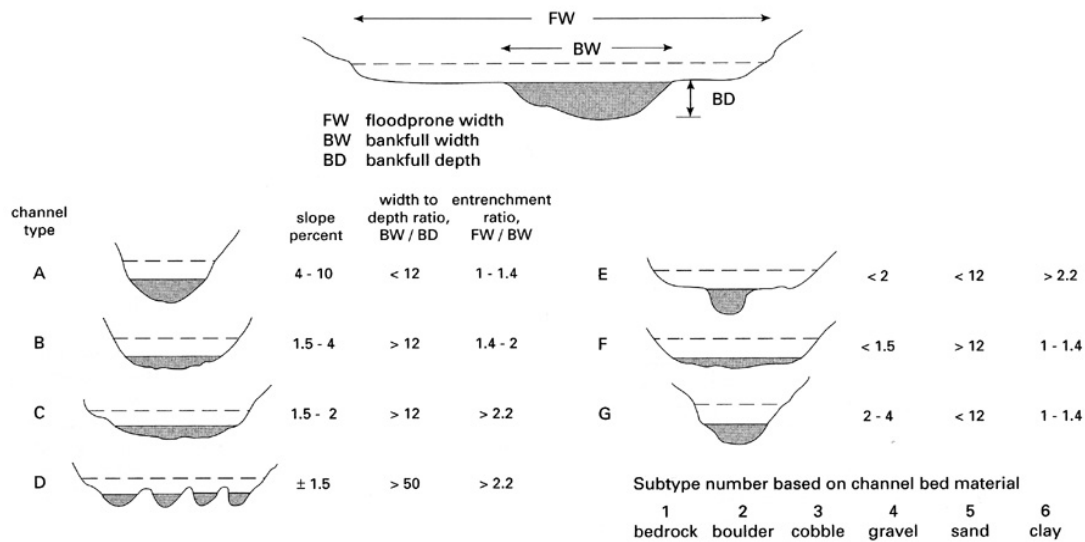 FW
BW
BD
FW floodprone width
BW bankfull width
BD bankfull depth
channel type
slope percent
width to depth ratio, BW / BD
entrenchment ratio, FW / BW
A 4 - 10 < 12 1 - 1.4
B 1.5 - 4 > 12 1.4 - 2
C 1.5 - 2 > 12 > 2.2
D ± 1.5 > 50 > 2.2
E < 2 < 12 > 2.2
F < 1.5 > 12 1 - 1.4
G 2 - 4 < 12 1 - 1.4
Subtype number based on channel bed material
1 2 3 4 5 6
bedrock boulder cobble gravel sand clay